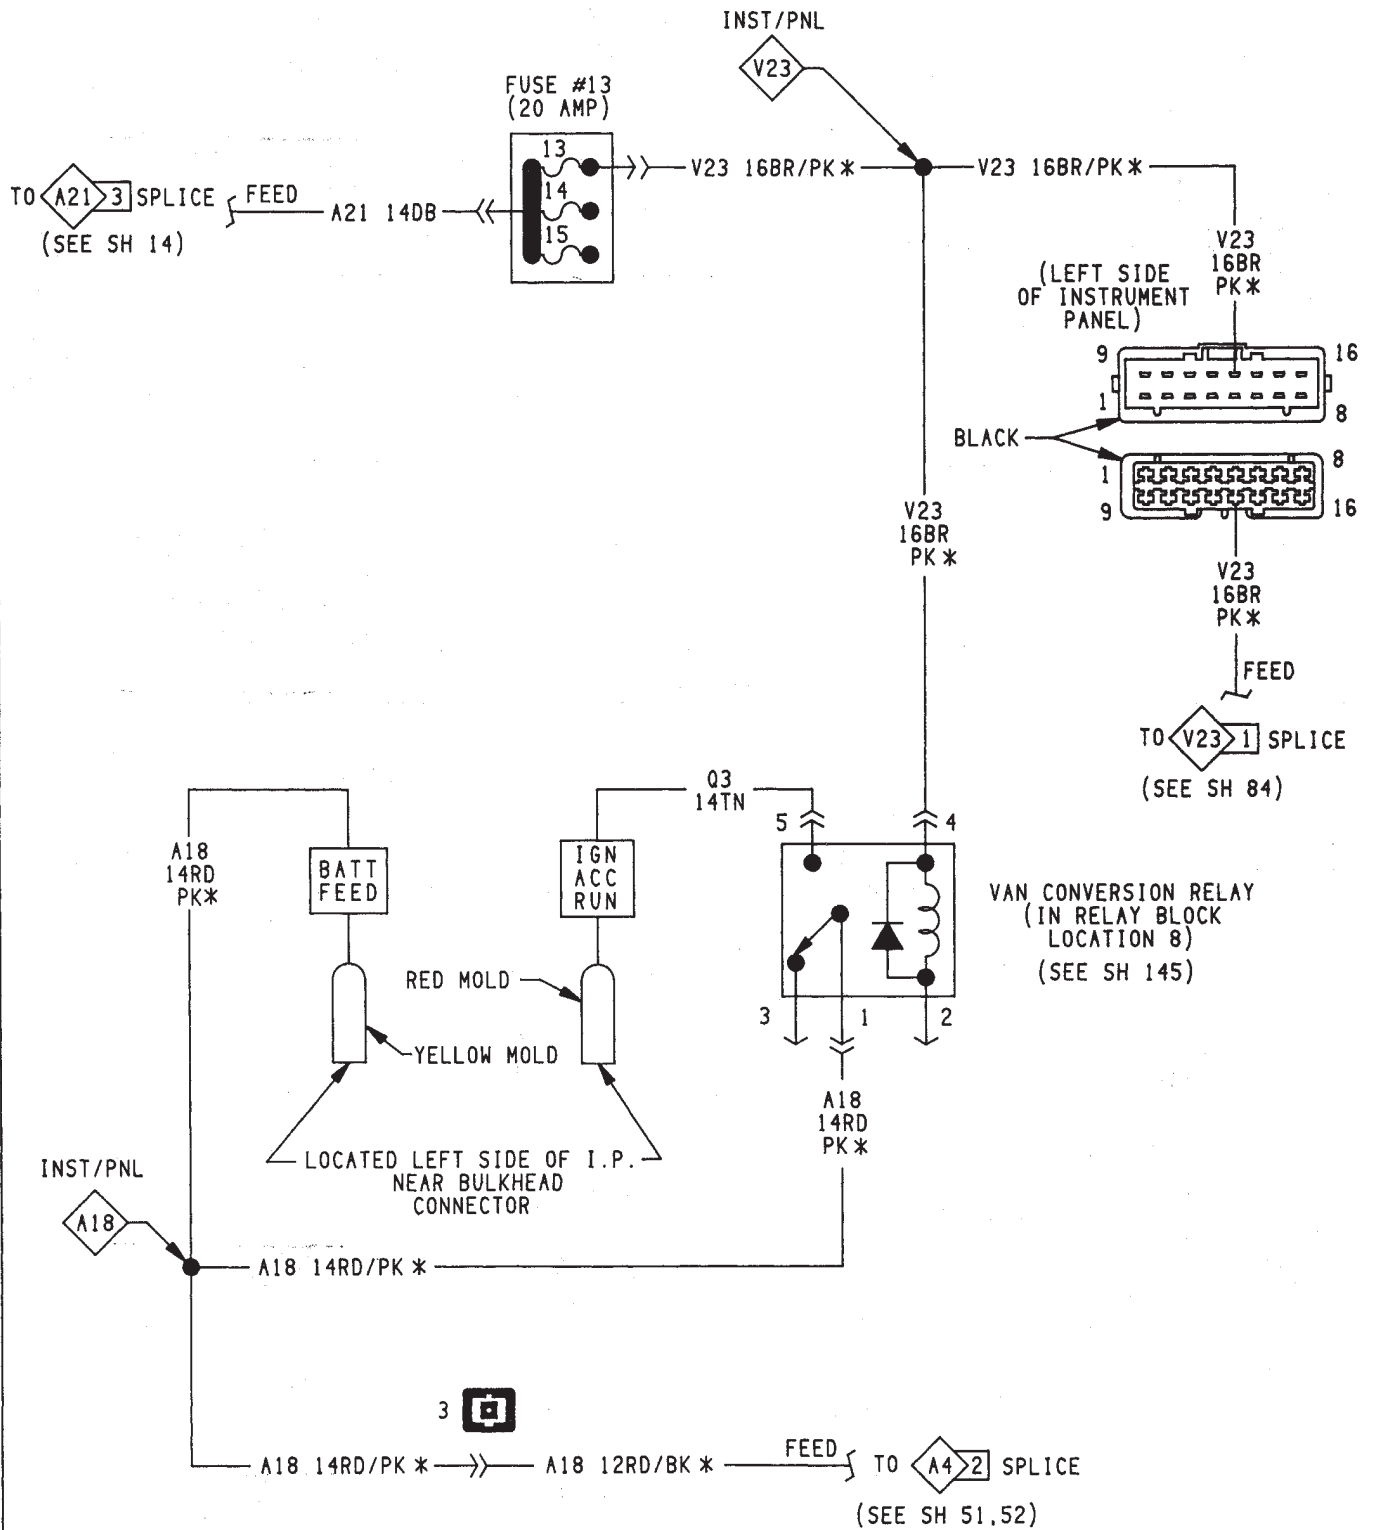 INST/PNL
V23
FUSE #13
(20 AMP)
13
14
15
V23 16BR/PK*
V23 16BR/PK*
TO A21 3 SPLICE
FEED
A21 14DB
(SEE SH 14)
V23
16BR
PK*
(LEFT SIDE
OF INSTRUMENT
PANEL)
9
16
1
8
BLACK
1
8
9
16
V23
16BR
PK*
V23
16BR
PK*
FEED
TO V23 1 SPLICE
(SEE SH 84)
Q3
14TN
5
4
A18
14RD
PK*
BATT
FEED
IGN
ACC
RUN
VAN CONVERSION RELAY
(IN RELAY BLOCK
LOCATION 8)
(SEE SH 145)
RED MOLD
YELLOW MOLD
3
1
2
A18
14RD
PK*
LOCATED LEFT SIDE OF I.P.
NEAR BULKHEAD
CONNECTOR
INST/PNL
A18
A18 14RD/PK*
3
A18 14RD/PK*
A18 12RD/BK*
FEED
TO A4 2 SPLICE
(SEE SH 51,52)